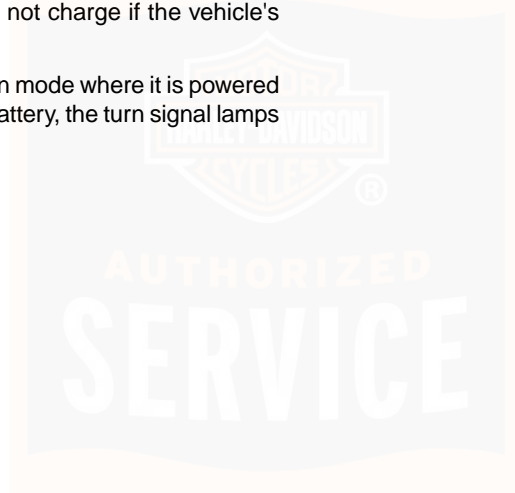 not charge if the vehicle's
n mode where it is powered
attery, the turn signal lamps
MOTOR
HARLEY-DAVIDSON
CYCLES
®
AUTHORIZED
SERVICE